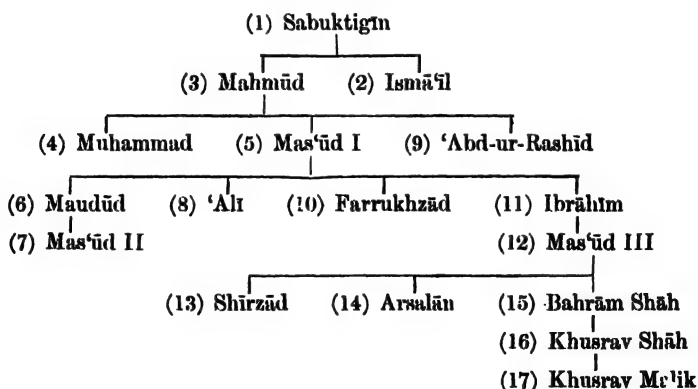 (1) Sabuktigīn
(3) Mahmūd (2) Ismā‘īl
(4) Muhammad (5) Mas‘ūd I (9) ‘Abd-ur-Rashīd
(6) Maudūd (8) ‘Alī (10) Farrukhzād (11) Ibrāhīm
(7) Mas‘ūd II (12) Mas‘ūd III
(13) Shīrzād (14) Arsalān (15) Bahrām Shāh
(16) Khusrav Shāh
(17) Khusrav Malik